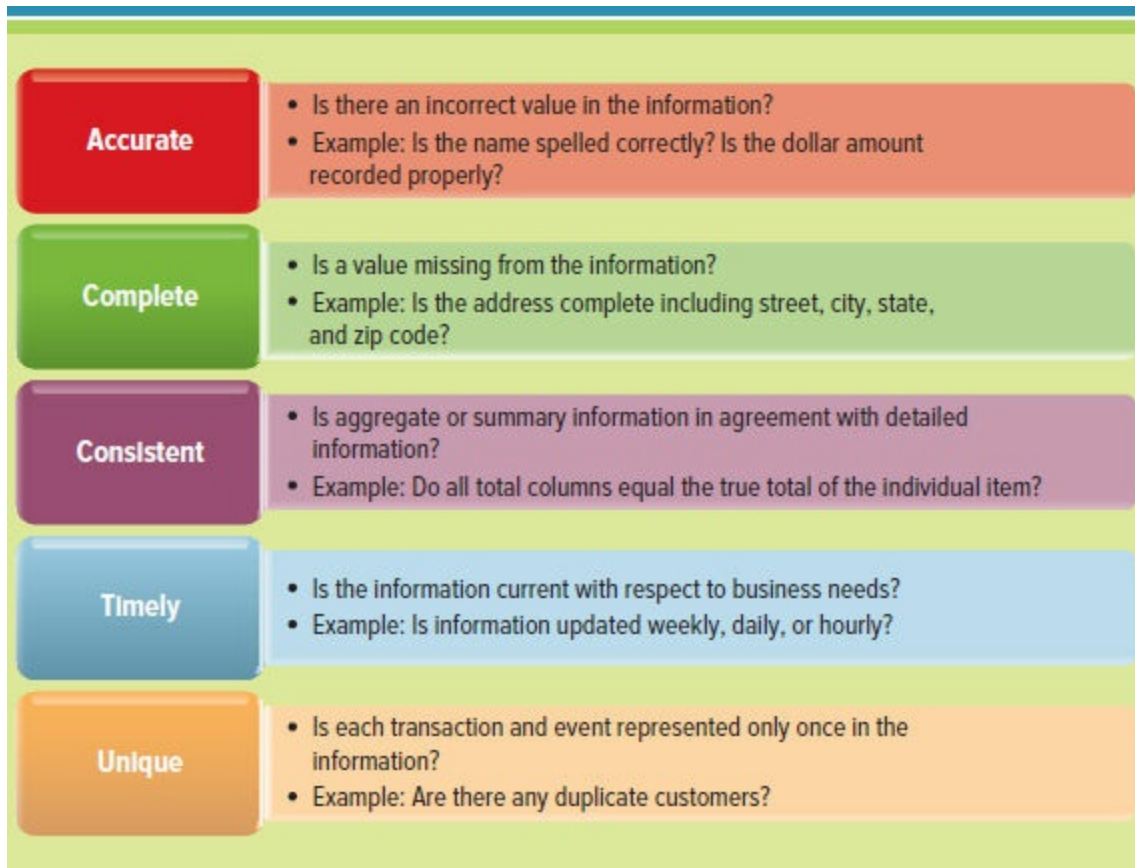 Accurate
• Is there an incorrect value in the information?
• Example: Is the name spelled correctly? Is the dollar amount
recorded properly?
Complete
• Is a value missing from the information?
• Example: Is the address complete including street, city, state,
and zip code?
Consistent
• Is aggregate or summary information in agreement with detailed
information?
• Example: Do all total columns equal the true total of the individual item?
Timely
• Is the information current with respect to business needs?
• Example: Is information updated weekly, daily, or hourly?
Unique
• Is each transaction and event represented only once in the
information?
• Example: Are there any duplicate customers?